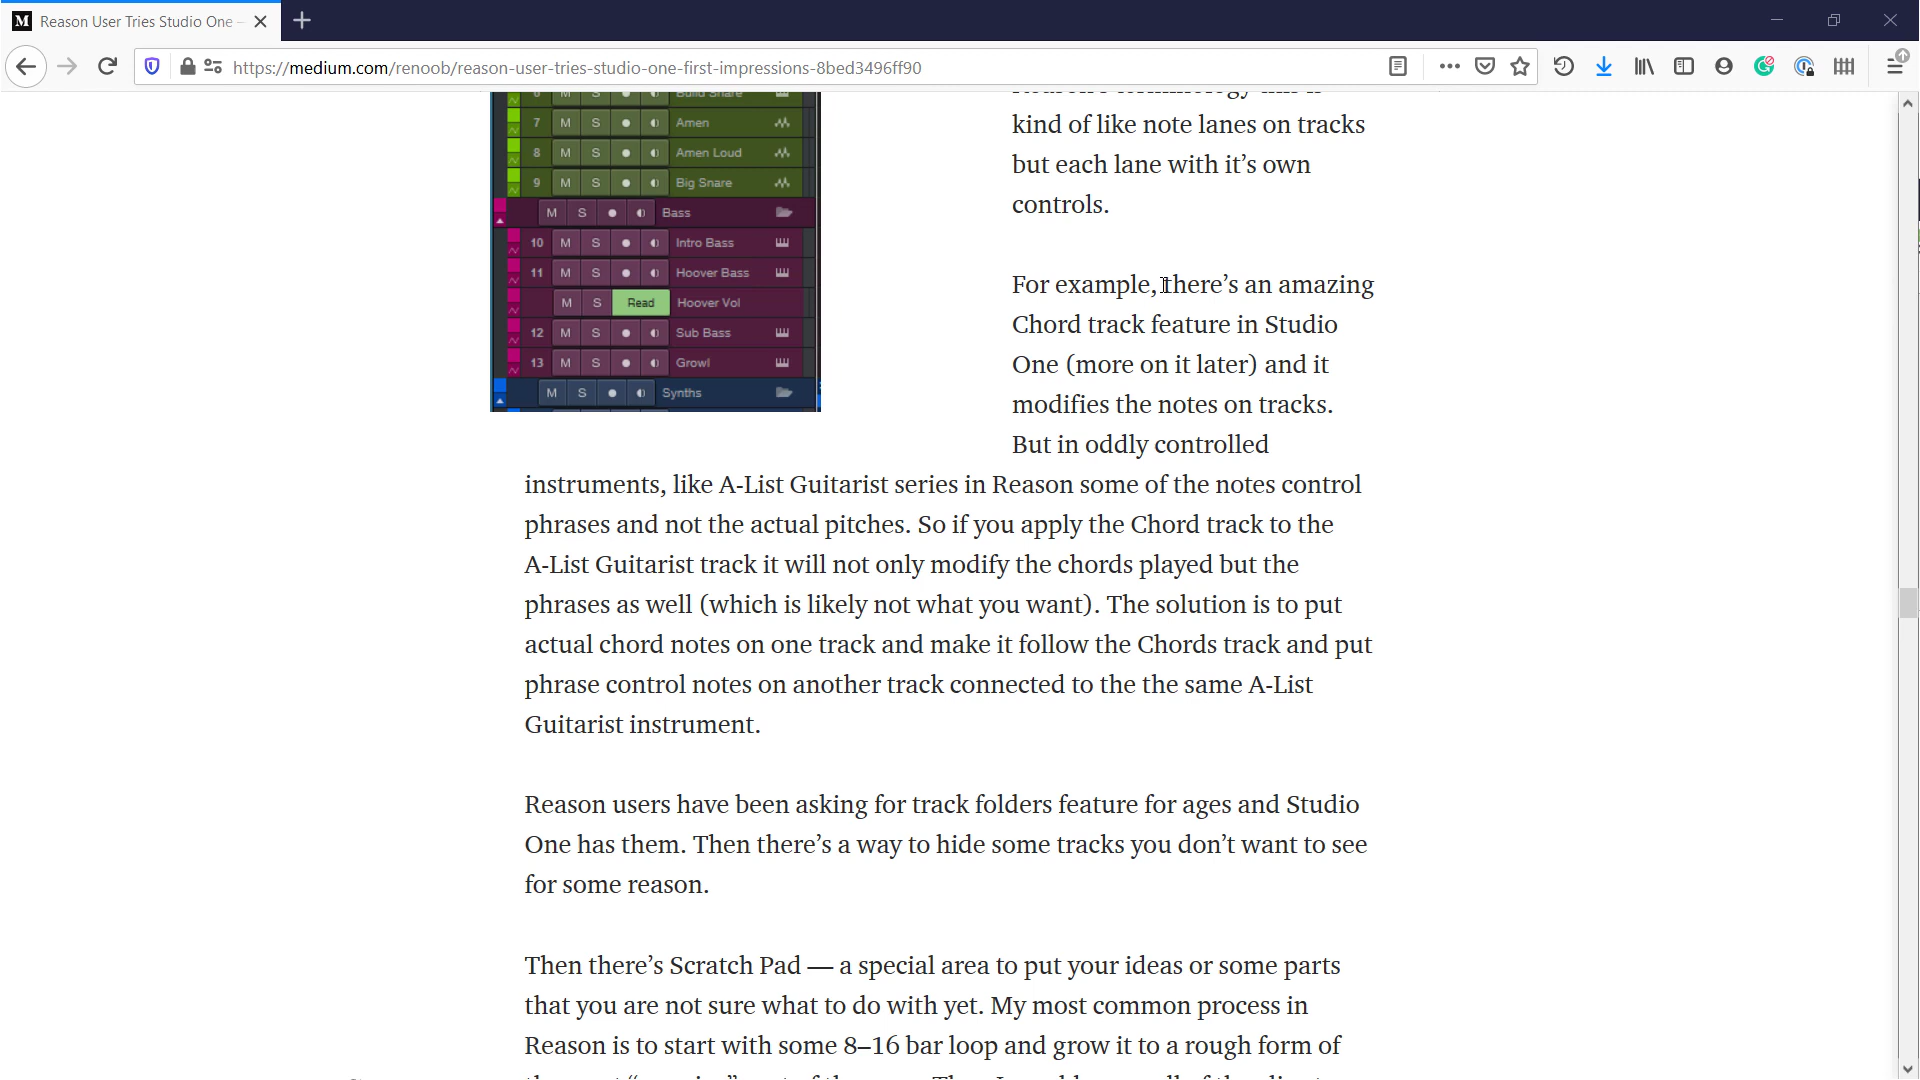 Reason User Tries Studio One –
https://medium.com/renoob/reason-user-tries-studio-one-first-impressions-8bed3496ff90
6 M S Build Snare
7 M S Amen
8 M S Amen Loud
9 M S Big Snare
M S Bass
10 M S Intro Bass
11 M S Hoover Bass
M S Read Hoover Vol
12 M S Sub Bass
13 M S Growl
M S Synths
kind of like note lanes on tracks
but each lane with it’s own
controls.
For example, there’s an amazing
Chord track feature in Studio
One (more on it later) and it
modifies the notes on tracks.
But in oddly controlled
instruments, like A-List Guitarist series in Reason some of the notes control
phrases and not the actual pitches. So if you apply the Chord track to the
A-List Guitarist track it will not only modify the chords played but the
phrases as well (which is likely not what you want). The solution is to put
actual chord notes on one track and make it follow the Chords track and put
phrase control notes on another track connected to the the same A-List
Guitarist instrument.
Reason users have been asking for track folders feature for ages and Studio
One has them. Then there’s a way to hide some tracks you don’t want to see
for some reason.
Then there’s Scratch Pad — a special area to put your ideas or some parts
that you are not sure what to do with yet. My most common process in
Reason is to start with some 8–16 bar loop and grow it to a rough form of